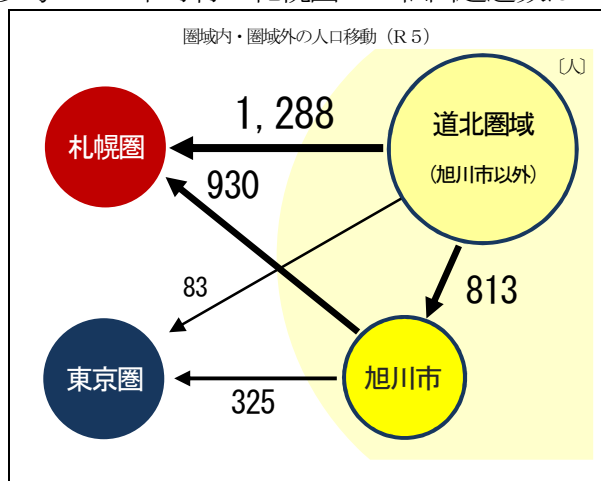 圏域内・圏域外の人口移動（R５）
〔人〕
1,288
道北圏域
(旭川市以外)
札幌圏
930
83
813
東京圏
325
旭川市